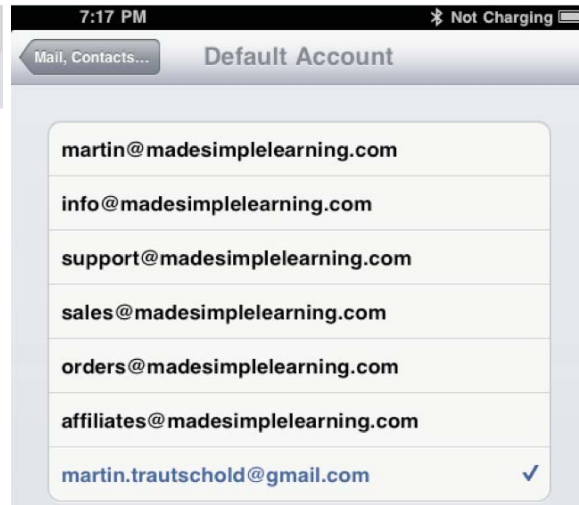 7:17 PM Not Charging
Mail, Contacts... Default Account
martin@madesimplelearning.com
info@madesimplelearning.com
support@madesimplelearning.com
sales@madesimplelearning.com
orders@madesimplelearning.com
affiliates@madesimplelearning.com
martin.trautschold@gmail.com